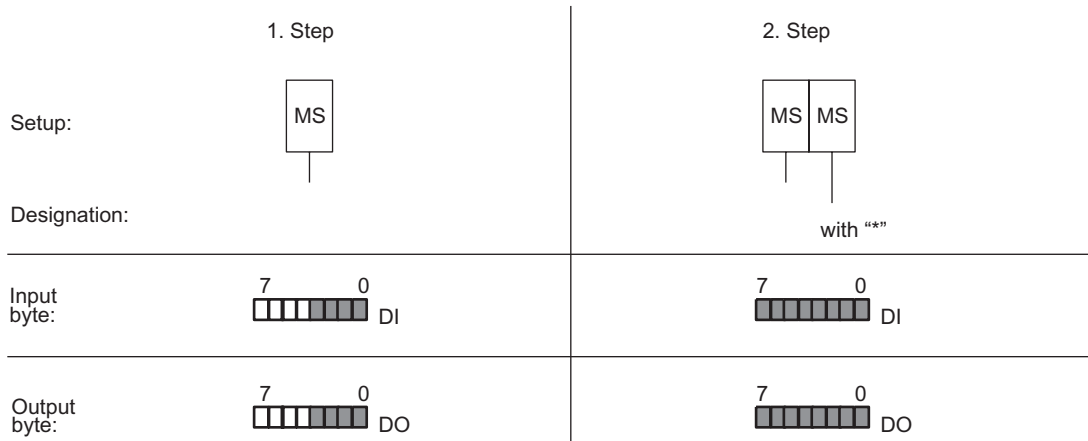 1. Step
2. Step
Setup:
MS
MS
MS
Designation:
with “*”
Input
byte:
7
0
DI
7
0
DI
Output
byte:
7
0
DO
7
0
DO